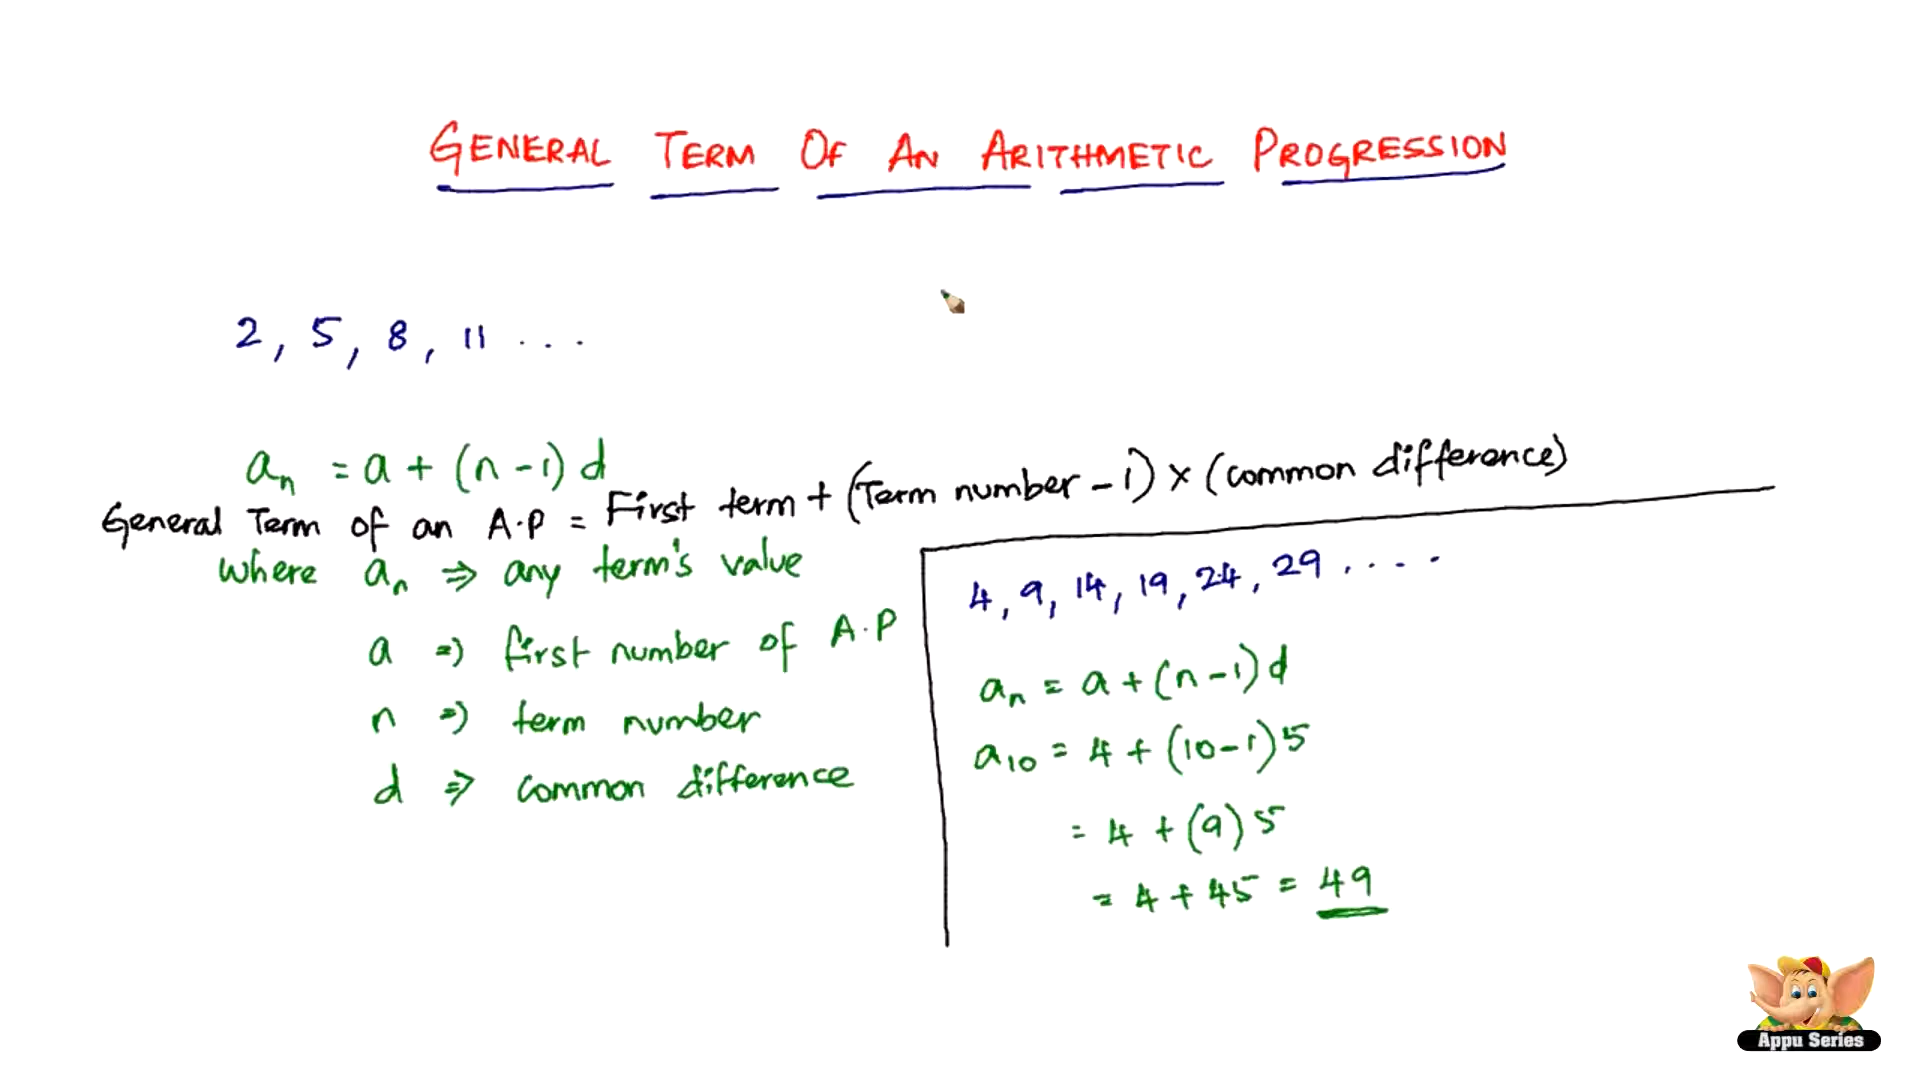 GENERAL TERM OF AN ARITHMETIC PROGRESSION
2, 5, 8, 11 ...
aₙ = a + (n - 1) d
General Term of an A.P = First term + (Term number - 1) × (common difference)
where aₙ ⇒ any term's value
a ⇒ first number of A.P
n ⇒ term number
d ⇒ common difference
4, 9, 14, 19, 24, 29 ....
aₙ = a + (n - 1) d
a₁₀ = 4 + (10 - 1) 5
= 4 + (9) 5
= 4 + 45 = 49
Appu Series